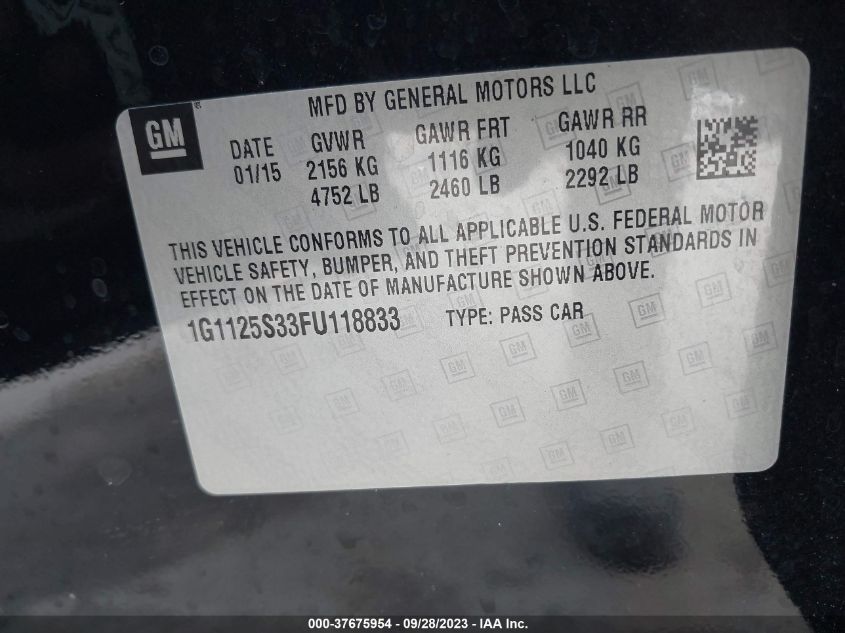 MFD BY GENERAL MOTORS LLC
GM
DATE GVWR GAWR FRT GAWR RR
01/15 2156 KG 1116 KG 1040 KG
4752 LB 2460 LB 2292 LB
THIS VEHICLE CONFORMS TO ALL APPLICABLE U.S. FEDERAL MOTOR
VEHICLE SAFETY, BUMPER, AND THEFT PREVENTION STANDARDS IN
EFFECT ON THE DATE OF MANUFACTURE SHOWN ABOVE.
1G1125S33FU118833 TYPE: PASS CAR
000-37675954 - 09/28/2023 - IAA Inc.